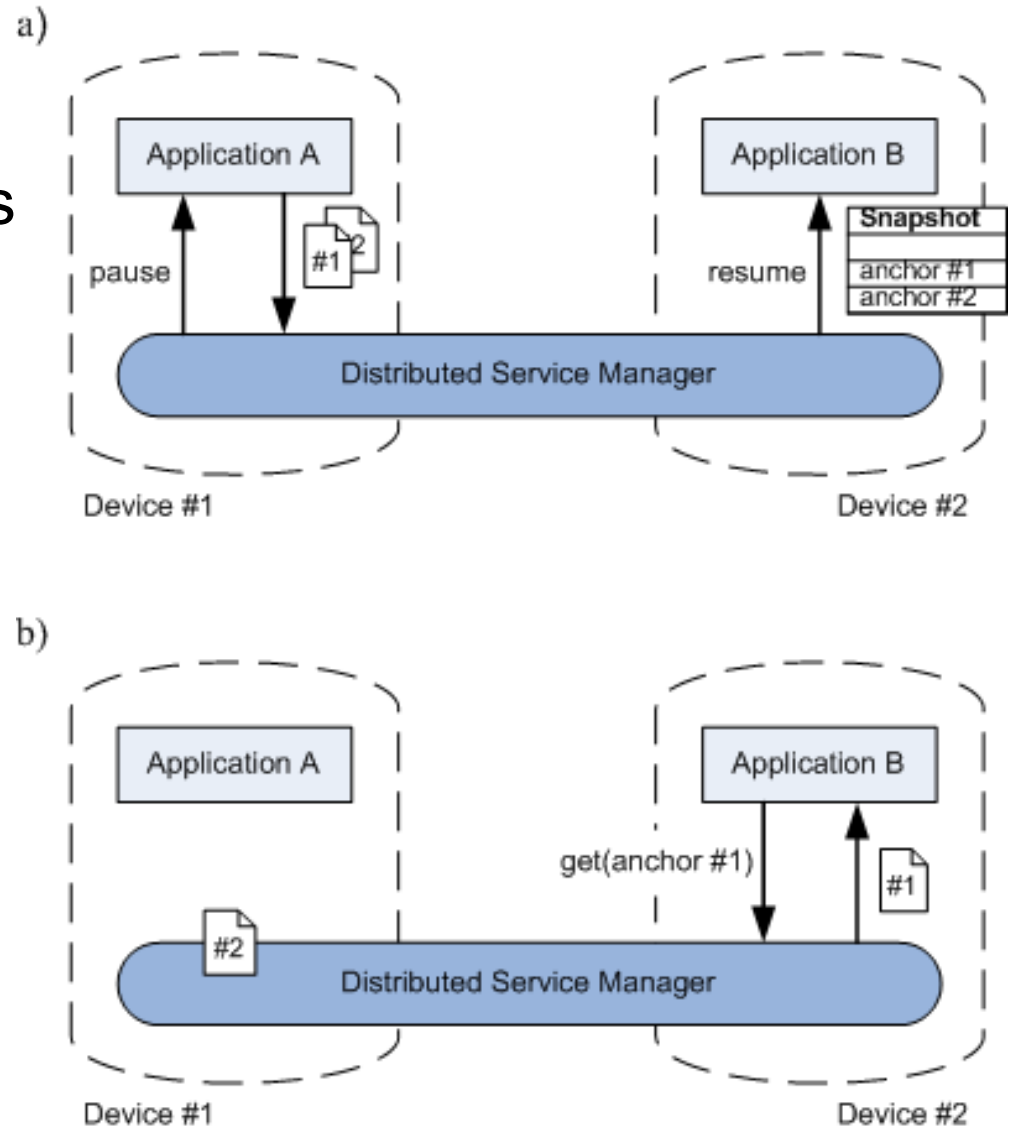 a)
Application A
Application B
s
Snapshot
#1
2
pause
resume
anchor #1
anchor #2
Distributed Service Manager
Device #1
Device #2
b)
Application A
Application B
get(anchor #1)
#1
#2
Distributed Service Manager
Device #1
Device #2